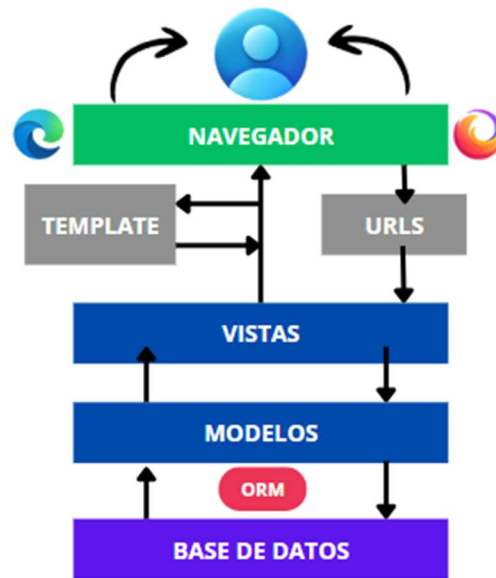 NAVEGADOR
TEMPLATE
URLS
VISTAS
MODELOS
ORM
BASE DE DATOS